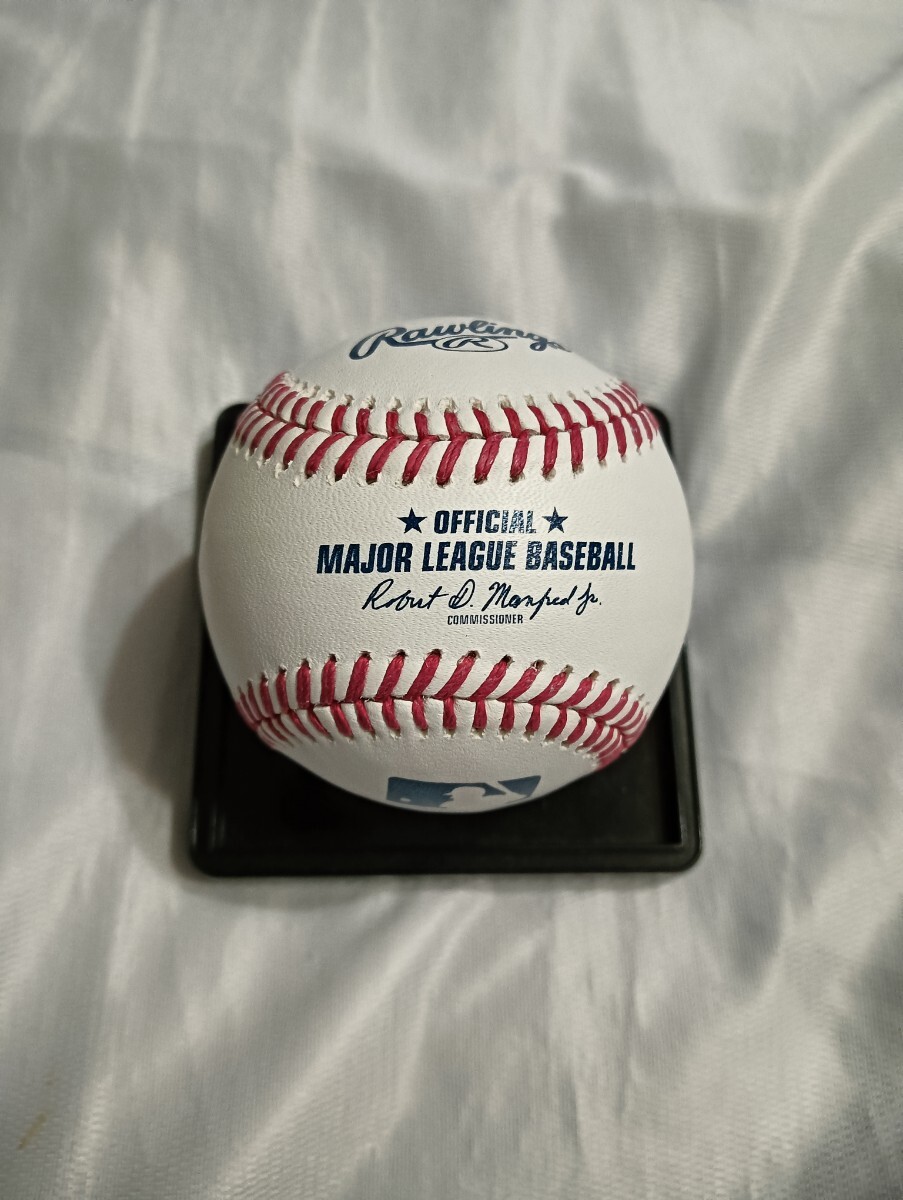 Rawlings
R
★ OFFICIAL ★
MAJOR LEAGUE BASEBALL
Robert D. Manfred Jr.
COMMISSIONER